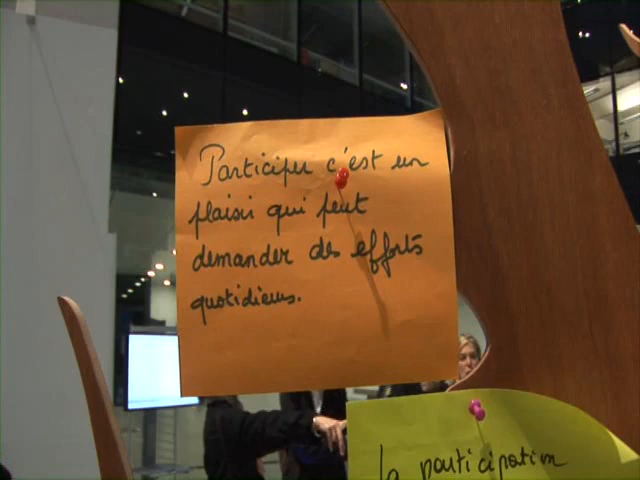 Participer c'est un
plaisir qui peut
demander des efforts
quotidiens.
la participation